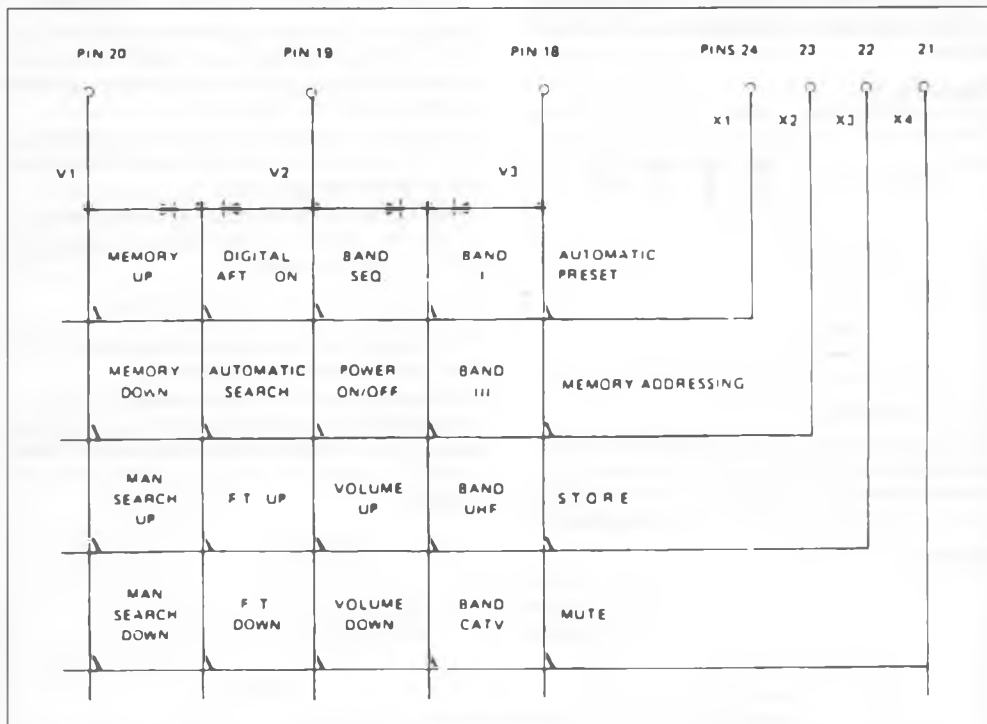 PIN 20 PIN 19 PIN 18 PINS 24 23 22 21
X1 X2 X3 X4
V1 V2 V3
MEMORY UP
DIGITAL AFT ON
BAND SEQ.
BAND I
AUTOMATIC PRESET
MEMORY DOWN
AUTOMATIC SEARCH
POWER ON/OFF
BAND III
MEMORY ADDRESSING
MAN SEARCH UP
F T UP
VOLUME UP
BAND UHF
STORE
MAN SEARCH DOWN
F T DOWN
VOLUME DOWN
BAND CATV
MUTE